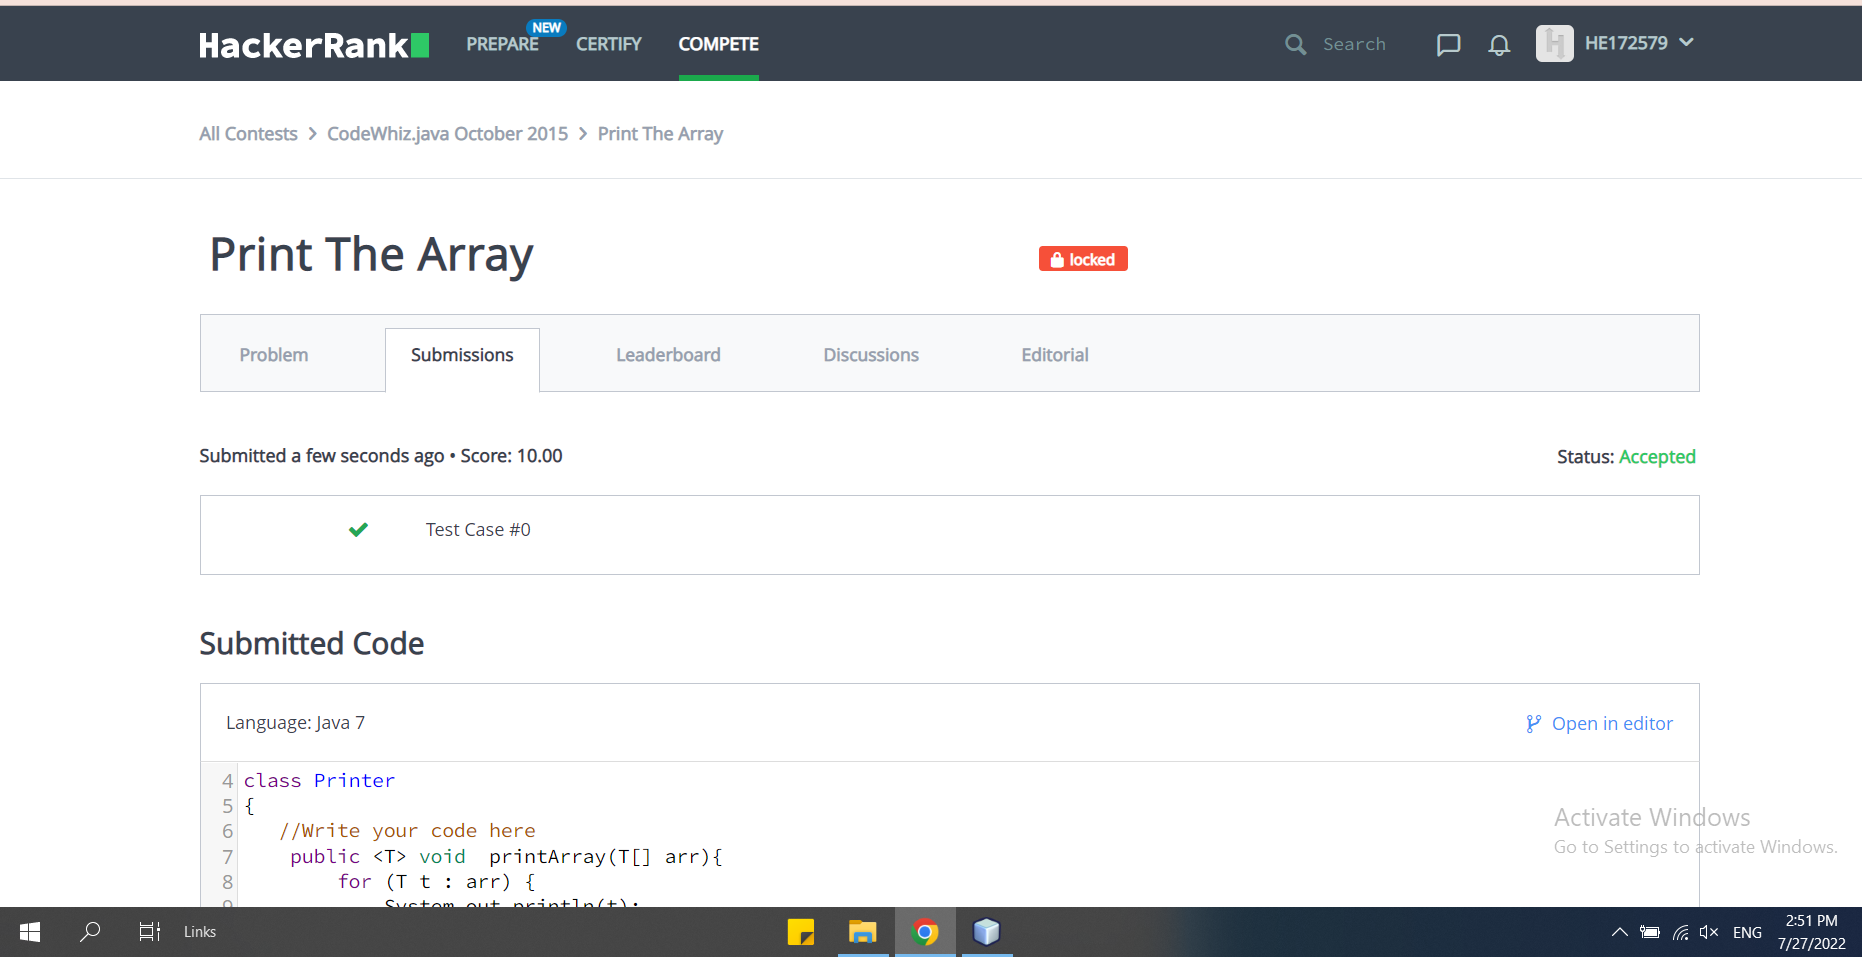 HackerRank PREPARE NEW CERTIFY COMPETE Search HE172579
All Contests > CodeWhiz.java October 2015 > Print The Array
Print The Array locked
Problem Submissions Leaderboard Discussions Editorial
Submitted a few seconds ago • Score: 10.00 Status: Accepted
Test Case #0
Submitted Code
Language: Java 7 Open in editor
4 class Printer
5 {
6 //Write your code here
7 public <T> void printArray(T[] arr){
8 for (T t : arr) {
9 System.out.println(t);
Activate Windows
Go to Settings to activate Windows.
Links ENG 2:51 PM
7/27/2022